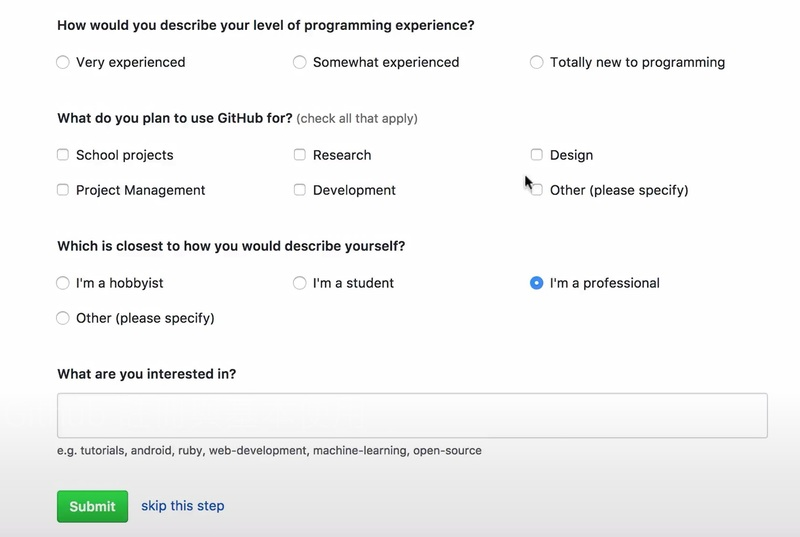 How would you describe your level of programming experience?
Very experienced
Somewhat experienced
Totally new to programming
What do you plan to use GitHub for? (check all that apply)
School projects
Research
Design
Project Management
Development
Other (please specify)
Which is closest to how you would describe yourself?
I'm a hobbyist
I'm a student
I'm a professional
Other (please specify)
What are you interested in?
e.g. tutorials, android, ruby, web-development, machine-learning, open-source
Submit
skip this step